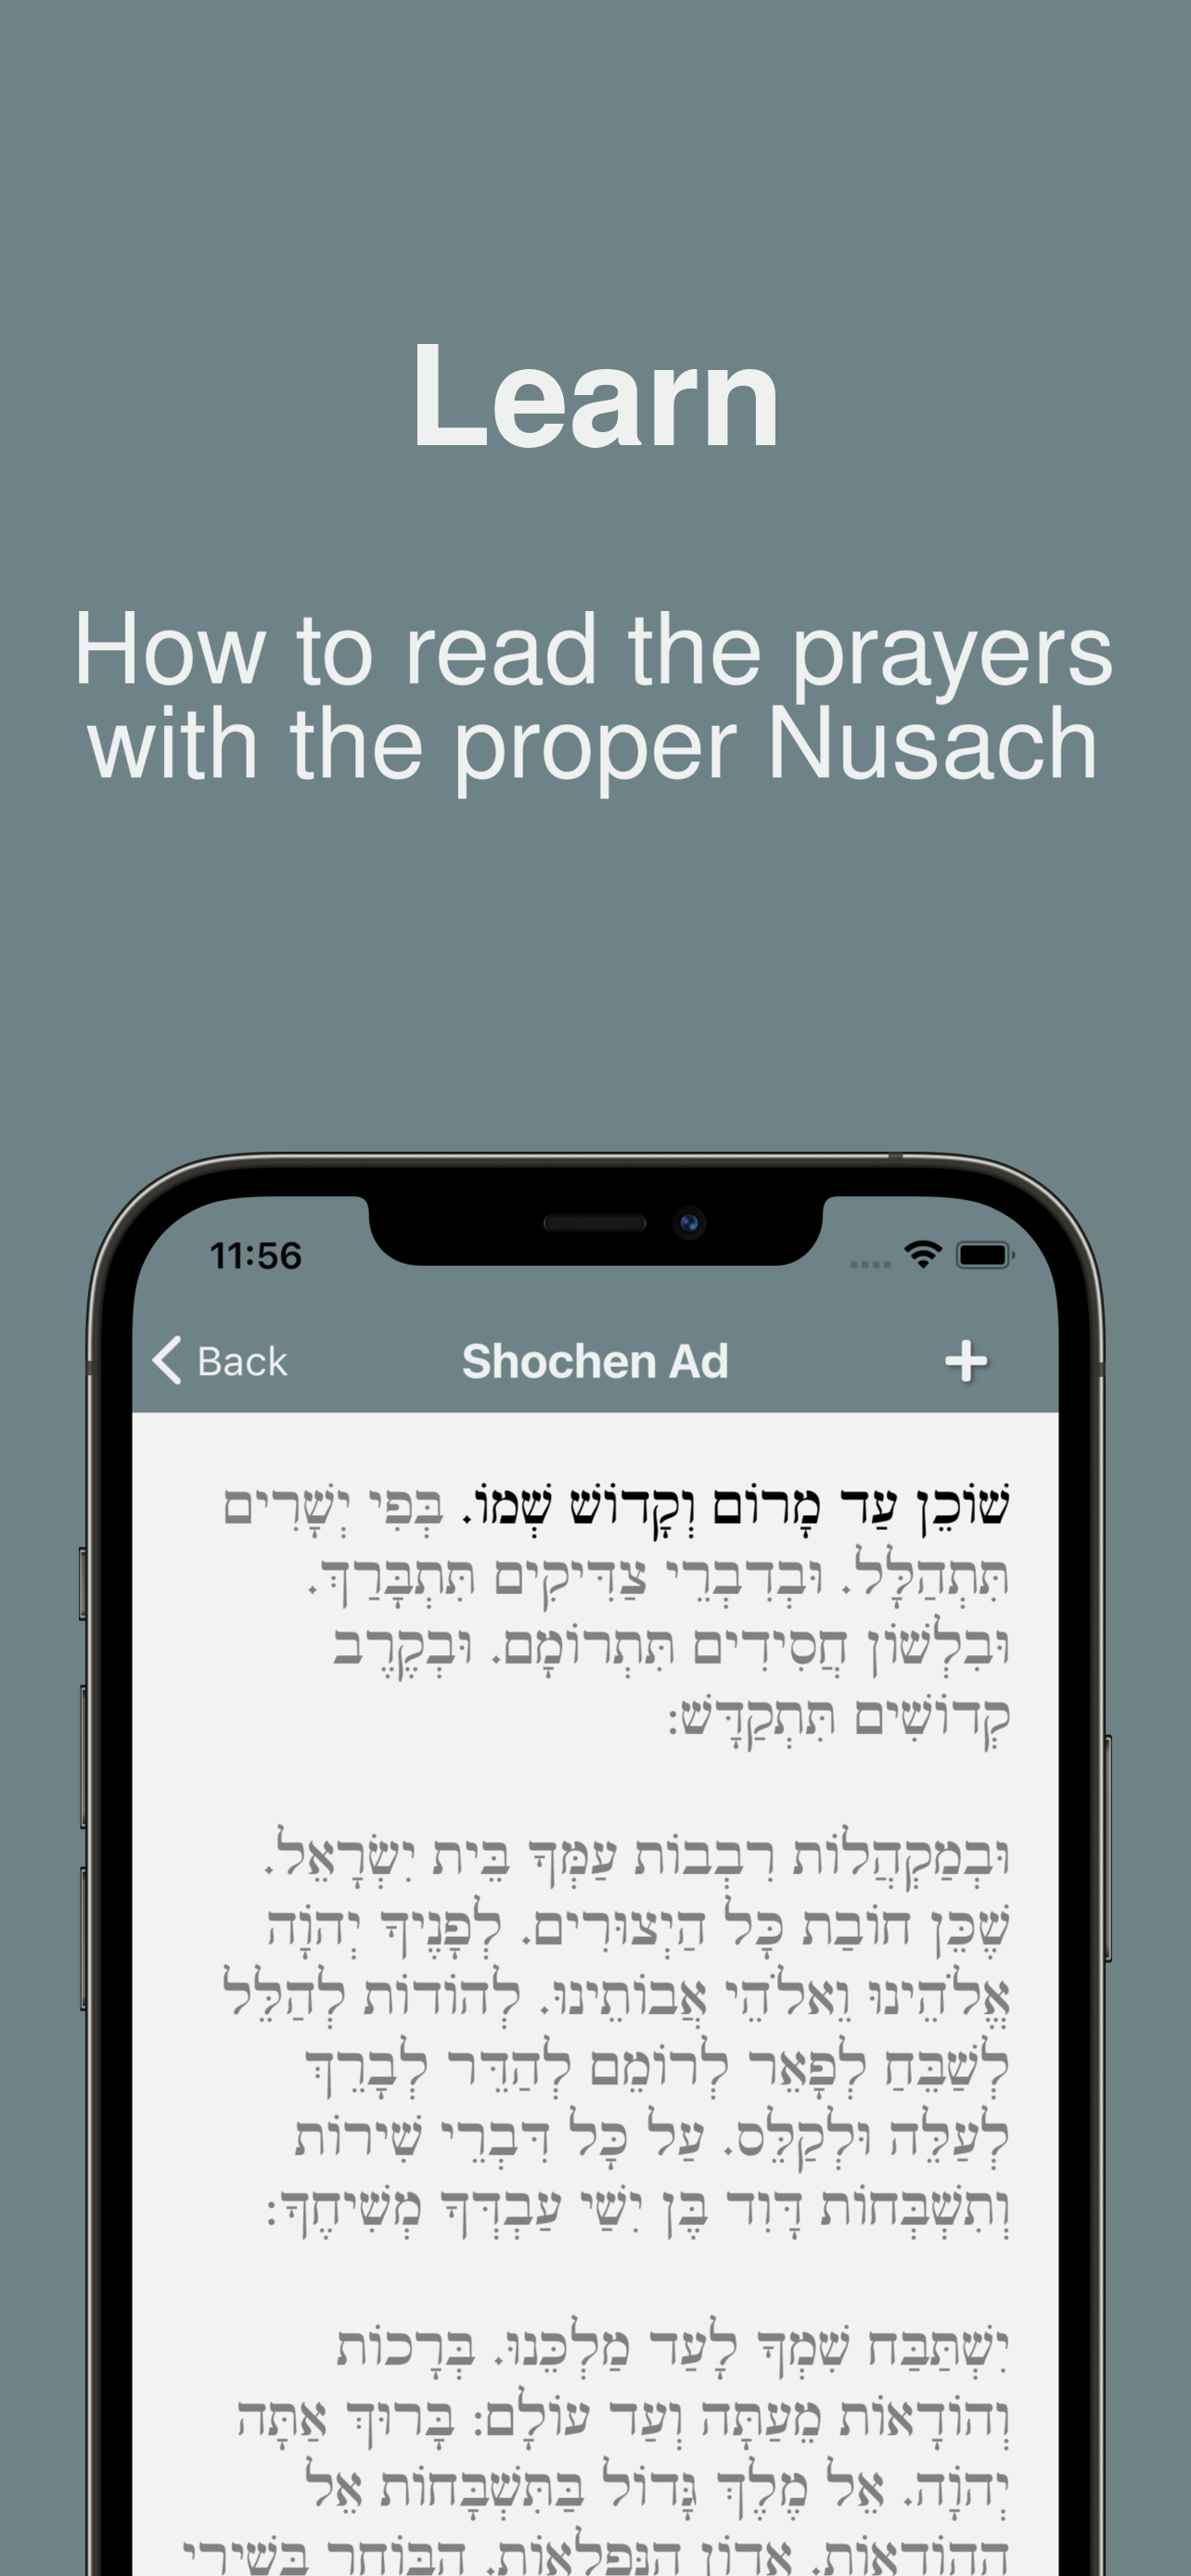 Learn
How to read the prayers
with the proper Nusach
11:56
Back
Shochen Ad
שׁוֹכֵן עַד מָרוֹם וְקָדוֹשׁ שְׁמוֹ. בְּפִי יְשָׁרִים
תִּתְהַלָּל. וּבְדִבְרֵי צַדִּיקִים תִּתְבָּרַךְ.
וּבִלְשׁוֹן חֲסִידִים תִּתְרוֹמָם. וּבְקֶרֶב
קְדוֹשִׁים תִּתְקַדָּשׁ:
וּבְמַקְהֲלוֹת רִבְבוֹת עַמְּךָ בֵּית יִשְׂרָאֵל.
שֶׁכֵּן חוֹבַת כָּל הַיְצוּרִים. לְפָנֶיךָ יְהֹוָה
אֱלֹהֵינוּ וֵאלֹהֵי אֲבוֹתֵינוּ. לְהוֹדוֹת לְהַלֵּל
לְשַׁבֵּחַ לְפָאֵר לְרוֹמֵם לְהַדֵּר לְבָרֵךְ
לְעַלֵּה וּלְקַלֵּס. עַל כָּל דִּבְרֵי שִׁירוֹת
וְתִשְׁבְּחוֹת דָּוִד בֶּן יִשַׁי עַבְדְּךָ מְשִׁיחֶךָ:
יִשְׁתַּבַּח שִׁמְךָ לָעַד מַלְכֵּנוּ. בְּרָכוֹת
וְהוֹדָאוֹת מֵעַתָּה וְעַד עוֹלָם: בָּרוּךְ אַתָּה
יְהֹוָה. אֵל מֶלֶךְ גָּדוֹל בַּתִּשְׁבָּחוֹת אֵל
הַהוֹדָאוֹת. אֲדוֹן הַנִּפְלָאוֹת. הַבּוֹחֵר בְּשִׁירֵי